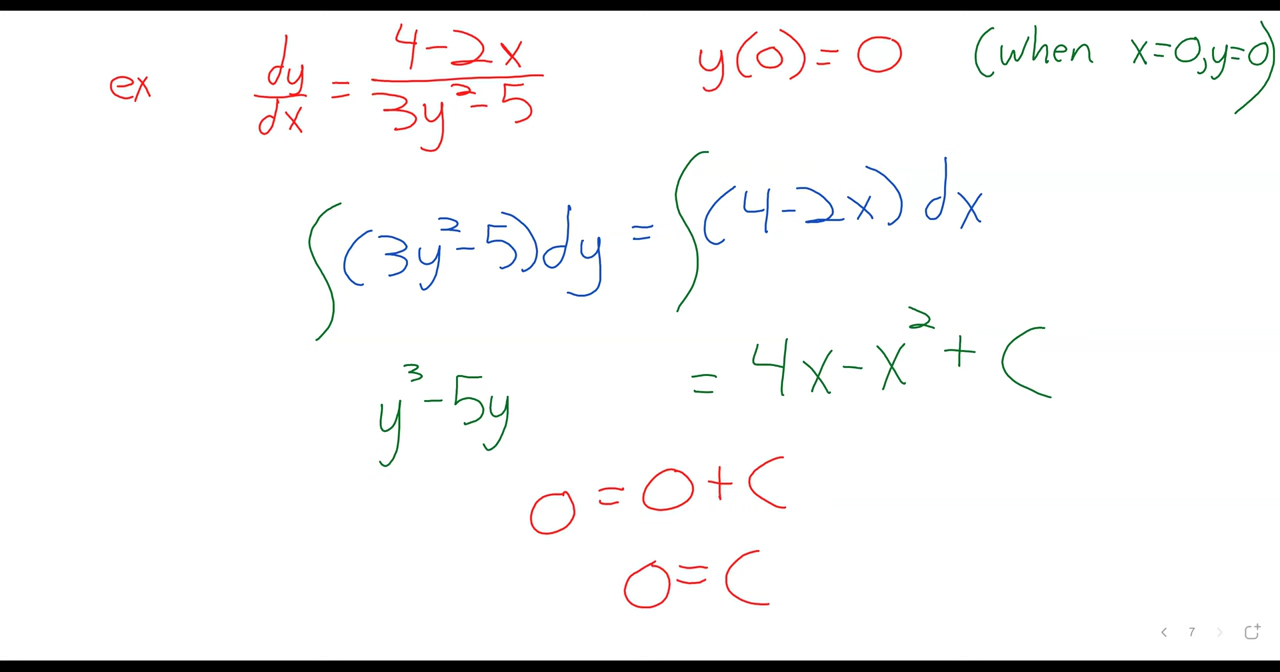 ex dy/dx = (4-2x)/(3y²-5) y(0)=0 (when x=0,y=0)
∫(3y²-5)dy = ∫(4-2x)dx
y³-5y = 4x-x²+C
0=0+C
0=C
7